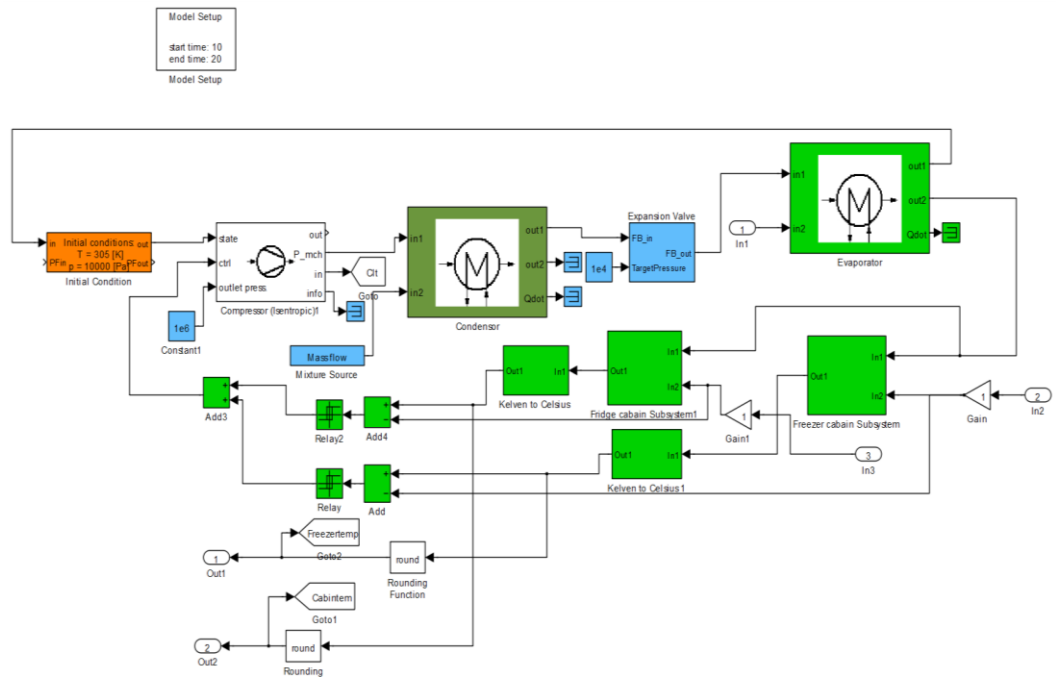 Model Setup
start time: 10
end time: 20
Model Setup
in
Initial conditions:
out
T = 305 [K]
PFin
p = 10000 [Pa]
PFout
Initial Condition
state
ctrl
outlet press
out
P_mch
in
info
Compressor (Isentropic)1
Clt
Goto
1e6
Constant1
Massflow
Mixture Source
in1
in2
out1
out2
Qdot
Condensor
1e4
Expansion Valve
FB_in
FB_out
TargetPressure
1
In1
in1
in2
out1
out2
Qdot
Evaporator
Add3
Relay2
Add4
Out1
In1
Kelven to Celsius
Out1
In1
In2
Fridge cabain Subsystem1
1
Gain1
Out1
In1
In2
Freezer cabain Subsystem
1
Gain
2
In2
3
In3
Relay
Add
Out1
In1
Kelven to Celsius1
Freezertemp
Goto2
1
Out1
round
Rounding
Function
Cabintem
Goto1
2
Out2
round
Rounding